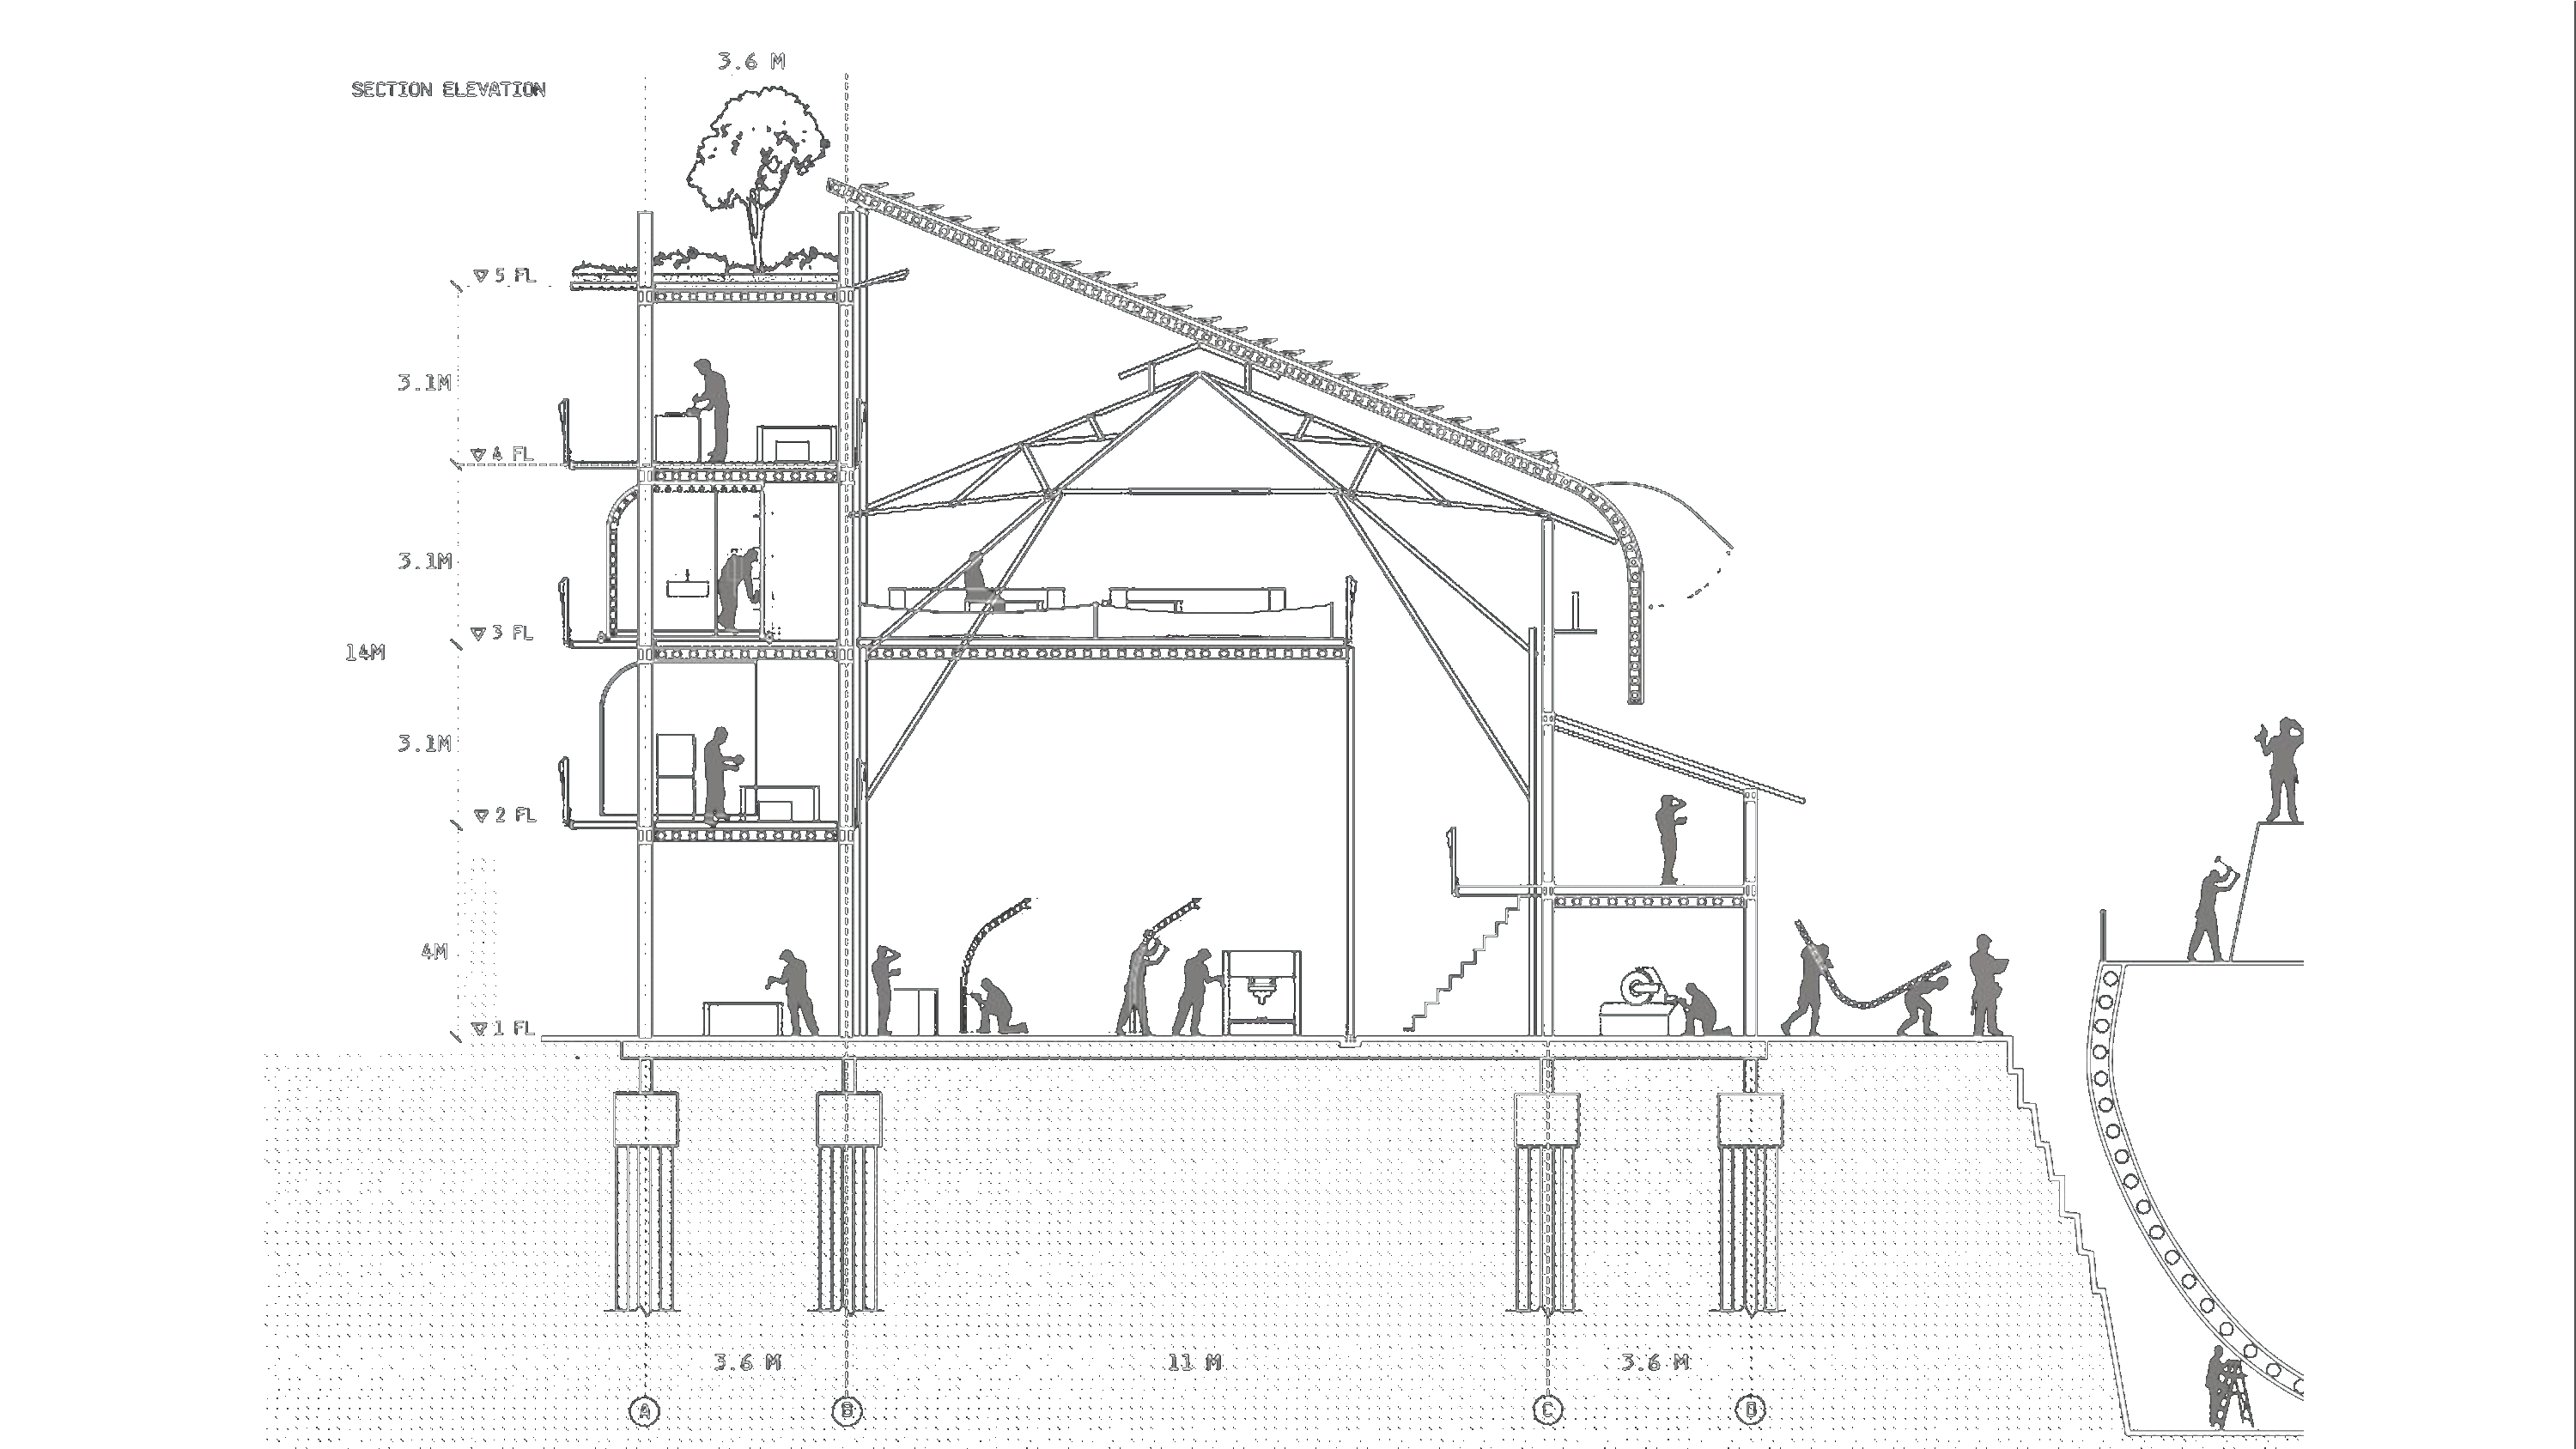 3.6 M
SECTION ELEVATION
▽5 FL
3.1M
▽4 FL
3.1M
▽3 FL
14M
3.1M
▽2 FL
4M
▽1 FL
3.6 M
11 M
3.6 M
A
B
C
D